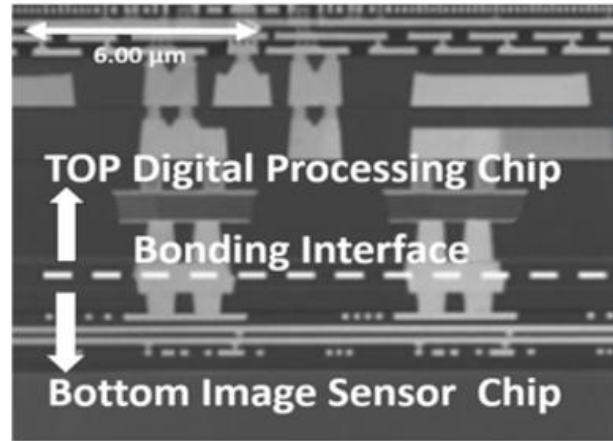 6.00 μm
TOP Digital Processing Chip
Bonding Interface
Bottom Image Sensor Chip